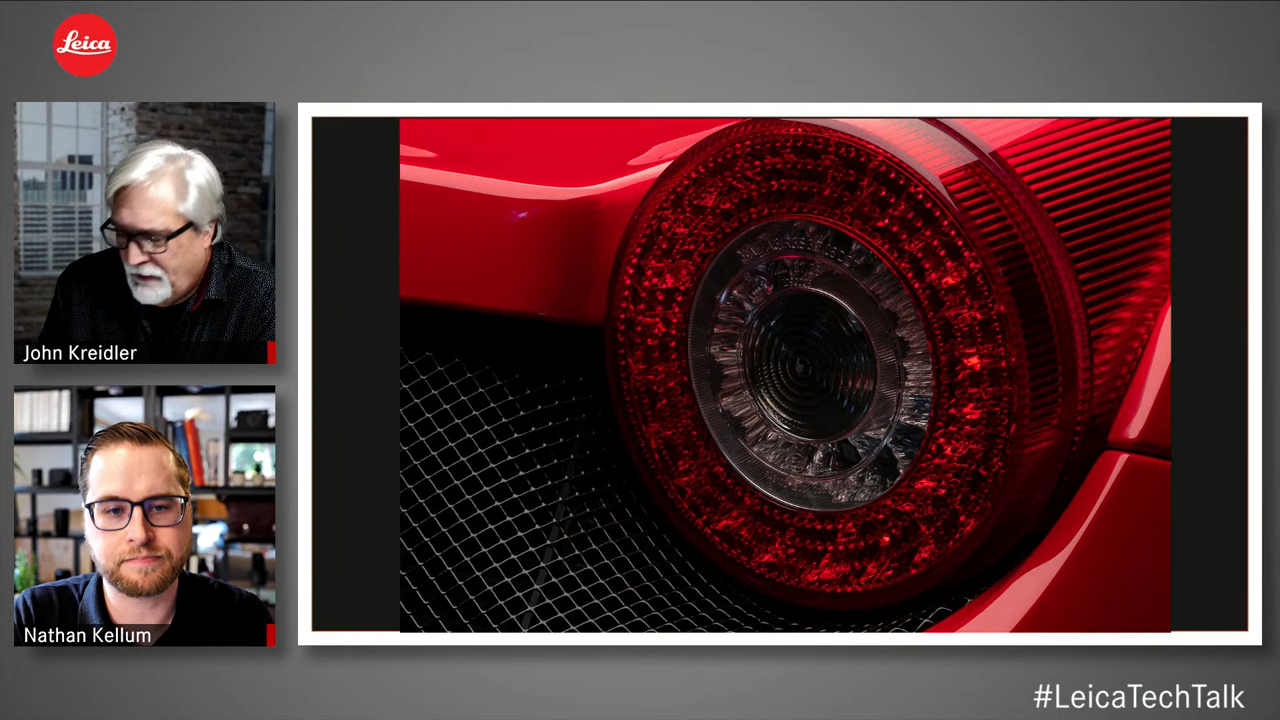 Leica
John Kreidler
Nathan Kellum
#LeicaTechTalk